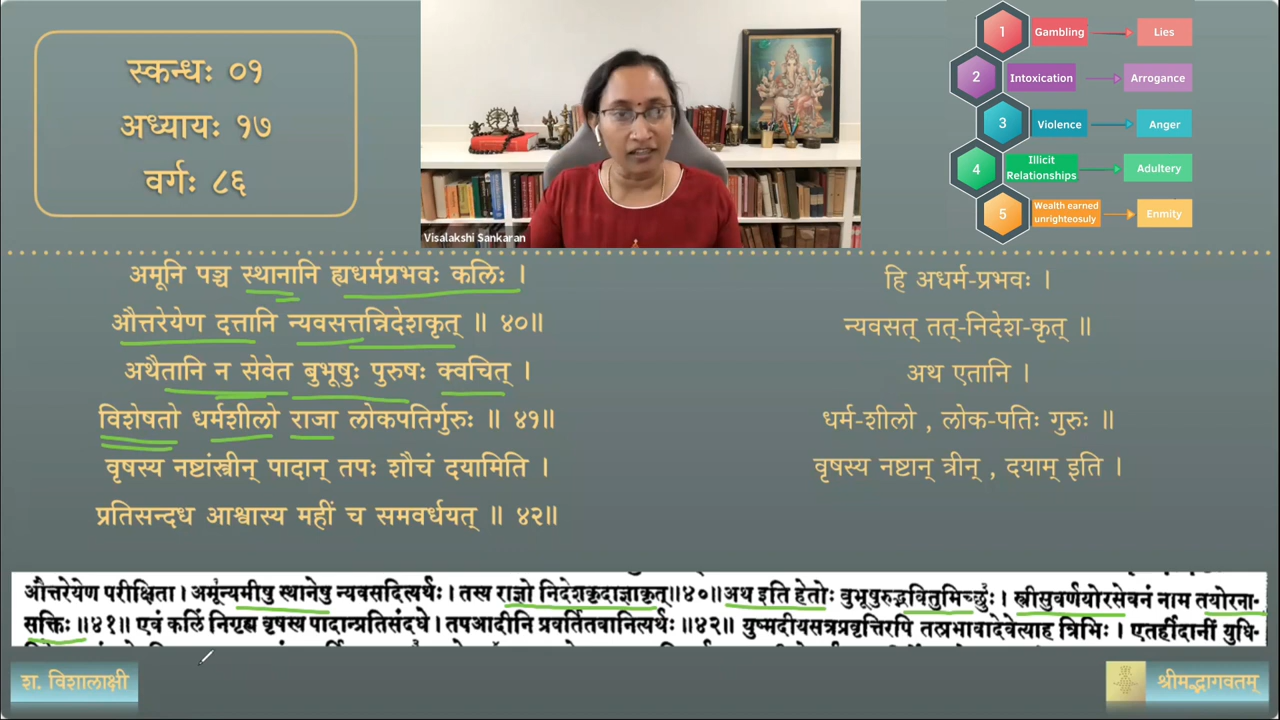 स्कन्धः ०१
अध्यायः १७
वर्गः ८६
Visalakshi Sankaran
1 Gambling Lies
2 Intoxication Arrogance
3 Violence Anger
4 Illicit Relationships Adultery
5 Wealth earned unrighteosuly Enmity
अमूनि पञ्च स्थानानि ह्यधर्मप्रभवः कलिः ।
औत्तरेयेण दत्तानि न्यवसत्तन्निदेशकृत् ॥ ४०॥
अथैतानि न सेवेत बुभूषुः पुरुषः क्वचित् ।
विशेषतो धर्मशीलो राजा लोकपतिर्गुरुः ॥ ४१॥
वृषस्य नष्टांस्त्रीन् पादान् तपः शौचं दयामिति ।
प्रतिसन्दध आश्वास्य महीं च समवर्धयत् ॥ ४२॥
हि अधर्म-प्रभवः ।
न्यवसत् तत्-निदेश-कृत् ॥
अथ एतानि ।
धर्म-शीलो , लोक-पतिः गुरुः ॥
वृषस्य नष्टान् त्रीन् , दयाम् इति ।
औत्तरेयेण परीक्षिता । अमून्यमीषु स्थानेषु न्यवसदित्यर्थः । तस्य राज्ञो निदेशकृदाज्ञाकृत् ॥४०॥ अथ इति हेतोः बुभूषुरुद्भवितुमिच्छुः । स्त्रीसुवर्णयोरसेवनं नाम तयोरना-
सक्तिः ॥४१॥ एवं कलिं निगृह्य वृषस्य पादान्प्रतिसंदधे । तपआदीनि प्रवर्तितवानित्यर्थः ॥४२॥ युष्मदीयसत्रप्रवृत्तिरपि तत्प्रभावादेवेत्याह त्रिभिः । एतर्हीदानीं युधि-
श. विशालाक्षी
श्रीमद्भागवतम्